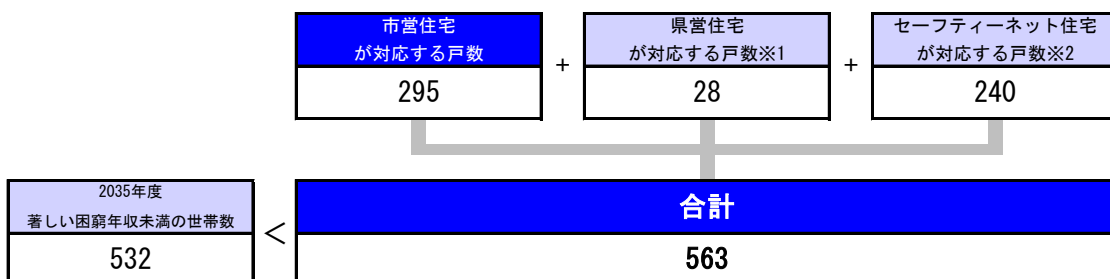 市営住宅
が対応する戸数
295
+
県営住宅
が対応する戸数※1
28
+
セーフティーネット住宅
が対応する戸数※2
240
2035年度
著しい困窮年収未満の世帯数
532
<
合計
563